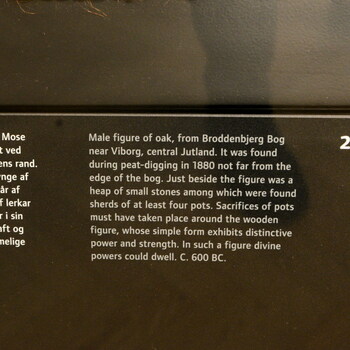 Mose
t ved
ens rand.
nge af
år af
f lerkar
r i sin
aft og
melige
Male figure of oak, from Broddenbjerg Bog
near Viborg, central Jutland. It was found
during peat-digging in 1880 not far from the
edge of the bog. Just beside the figure was a
heap of small stones among which were found
sherds of at least four pots. Sacrifices of pots
must have taken place around the wooden
figure, whose simple form exhibits distinctive
power and strength. In such a figure divine
powers could dwell. C. 600 BC.
2